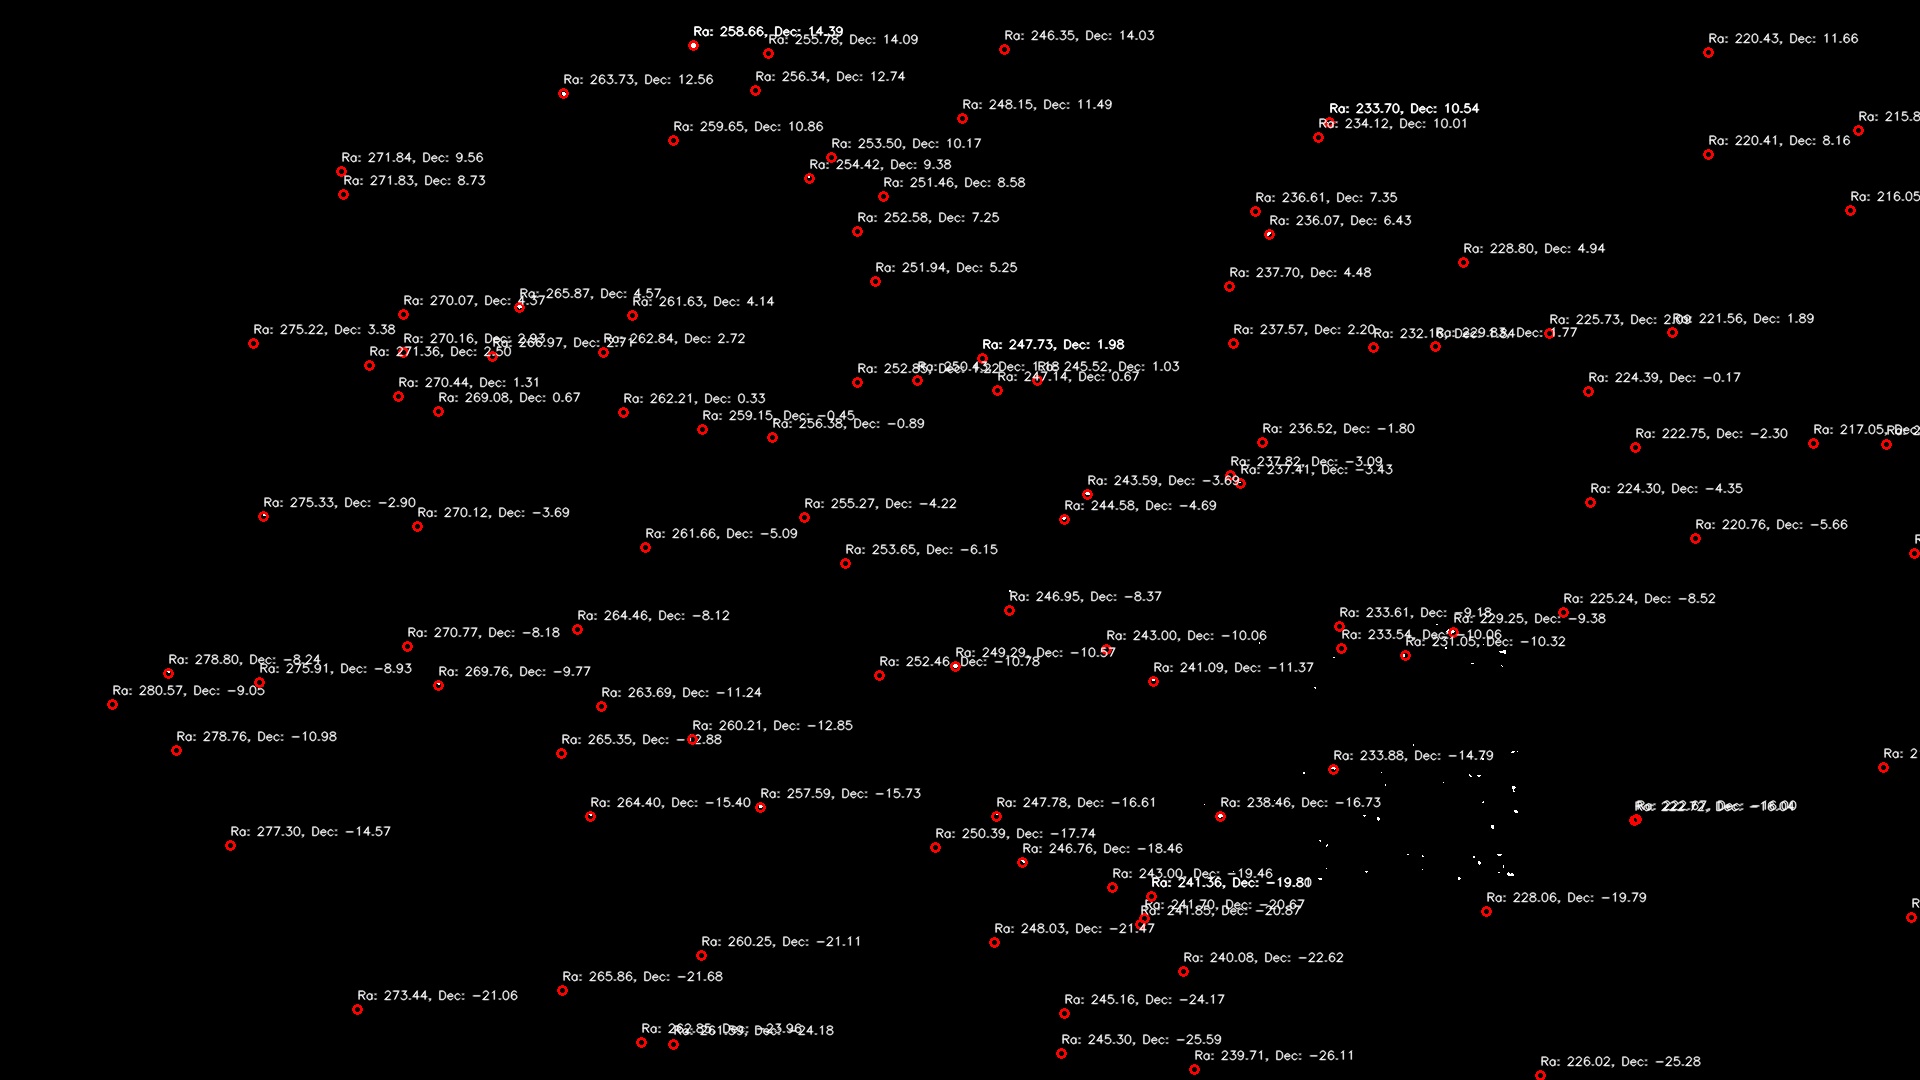 Ra: 258.66, Dec: 14.39
Ra: 246.35, Dec: 14.03
Ra: 220.43, Dec: 11.66
Ra: 255.78, Dec: 14.09
Ra: 263.73, Dec: 12.56
Ra: 256.34, Dec: 12.74
Ra: 248.15, Dec: 11.49
Ra: 233.70, Dec: 10.54
Ra: 215.8
Ra: 259.65, Dec: 10.86
Ra: 234.12, Dec: 10.01
Ra: 253.50, Dec: 10.17
Ra: 220.41, Dec: 8.16
Ra: 271.84, Dec: 9.56
Ra: 254.42, Dec: 9.38
Ra: 271.83, Dec: 8.73
Ra: 251.46, Dec: 8.58
Ra: 236.61, Dec: 7.35
Ra: 216.05
Ra: 252.58, Dec: 7.25
Ra: 236.07, Dec: 6.43
Ra: 228.80, Dec: 4.94
Ra: 251.94, Dec: 5.25
Ra: 237.70, Dec: 4.48
Ra: 265.87, Dec: 4.57
Ra: 270.07, Dec: 4.37
Ra: 261.63, Dec: 4.14
Ra: 225.73, Dec: 2.09
Ra: 221.56, Dec: 1.89
Ra: 275.22, Dec: 3.38
Ra: 237.57, Dec: 2.20
Ra: 232.16, Dec: 1.84
Ra: 229.83, Dec: 1.77
Ra: 270.16, Dec: 2.93
Ra: 266.97, Dec: 2.71
Ra: 262.84, Dec: 2.72
Ra: 247.73, Dec: 1.98
Ra: 271.36, Dec: 2.50
Ra: 252.85, Dec: 1.22
Ra: 250.43, Dec: 1.18
Ra: 245.52, Dec: 1.03
Ra: 247.14, Dec: 0.67
Ra: 224.39, Dec: −0.17
Ra: 270.44, Dec: 1.31
Ra: 269.08, Dec: 0.67
Ra: 262.21, Dec: 0.33
Ra: 259.15, Dec: −0.45
Ra: 256.38, Dec: −0.89
Ra: 236.52, Dec: −1.80
Ra: 222.75, Dec: −2.30
Ra: 217.05, Dec
Ra: 237.82, Dec: −3.09
Ra: 237.41, Dec: −3.43
Ra: 243.59, Dec: −3.69
Ra: 224.30, Dec: −4.35
Ra: 275.33, Dec: −2.90
Ra: 270.12, Dec: −3.69
Ra: 255.27, Dec: −4.22
Ra: 244.58, Dec: −4.69
Ra: 220.76, Dec: −5.66
Ra: 261.66, Dec: −5.09
Ra: 253.65, Dec: −6.15
Ra: 246.95, Dec: −8.37
Ra: 225.24, Dec: −8.52
Ra: 264.46, Dec: −8.12
Ra: 233.61, Dec: −9.18
Ra: 229.25, Dec: −9.38
Ra: 270.77, Dec: −8.18
Ra: 243.00, Dec: −10.06
Ra: 233.54, Dec: −10.06
Ra: 231.05, Dec: −10.32
Ra: 278.80, Dec: −8.24
Ra: 275.91, Dec: −8.93
Ra: 269.76, Dec: −9.77
Ra: 252.46, Dec: −10.78
Ra: 249.29, Dec: −10.57
Ra: 241.09, Dec: −11.37
Ra: 280.57, Dec: −9.05
Ra: 263.69, Dec: −11.24
Ra: 260.21, Dec: −12.85
Ra: 278.76, Dec: −10.98
Ra: 265.35, Dec: −12.88
Ra: 233.88, Dec: −14.79
Ra: 2
Ra: 264.40, Dec: −15.40
Ra: 257.59, Dec: −15.73
Ra: 247.78, Dec: −16.61
Ra: 238.46, Dec: −16.73
Ra: 277.30, Dec: −14.57
Ra: 250.39, Dec: −17.74
Ra: 246.76, Dec: −18.46
Ra: 243.00, Dec: −19.46
Ra: 241.36, Dec:
Ra: 228.06, Dec: −19.79
Ra: 241.70, Dec: −20.67
Ra: 241.85, Dec: −20.87
Ra: 248.03, Dec: −21.47
Ra: 260.25, Dec: −21.11
Ra: 240.08, Dec: −22.62
Ra: 265.86, Dec: −21.68
Ra: 273.44, Dec: −21.06
Ra: 245.16, Dec: −24.17
Ra: 262.85, Dec: −23.96
Ra: 261.59, Dec: −24.18
Ra: 245.30, Dec: −25.59
Ra: 239.71, Dec: −26.11
Ra: 226.02, Dec: −25.28